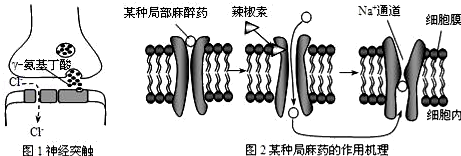 γ-氨基丁酸
Cl-
Cl-
图1神经突触
某种局部麻醉药
辣椒素
Na+通道
细胞膜
细胞内
图2某种局麻药的作用机理